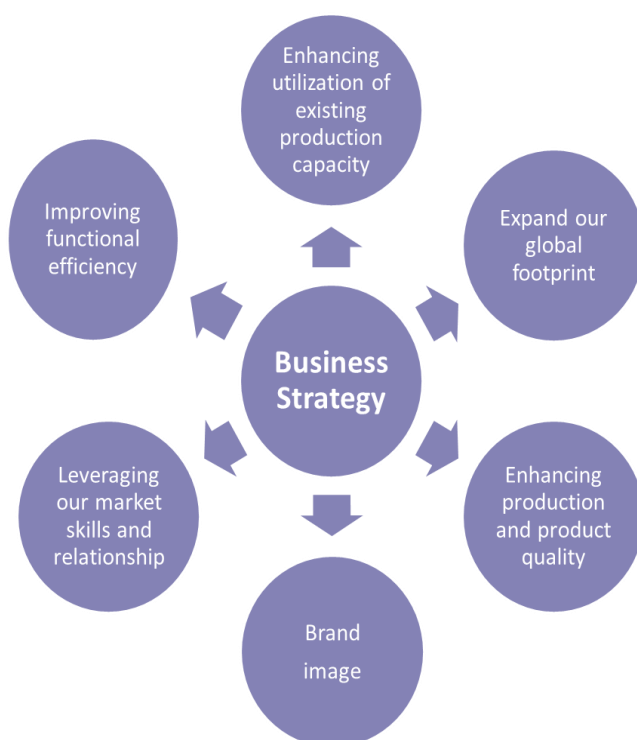 Enhancing
utilization of
existing
production
capacity
Expand our
global
footprint
Enhancing
production
and product
quality
Brand
image
Leveraging
our market
skills and
relationship
Improving
functional
efficiency
Business
Strategy